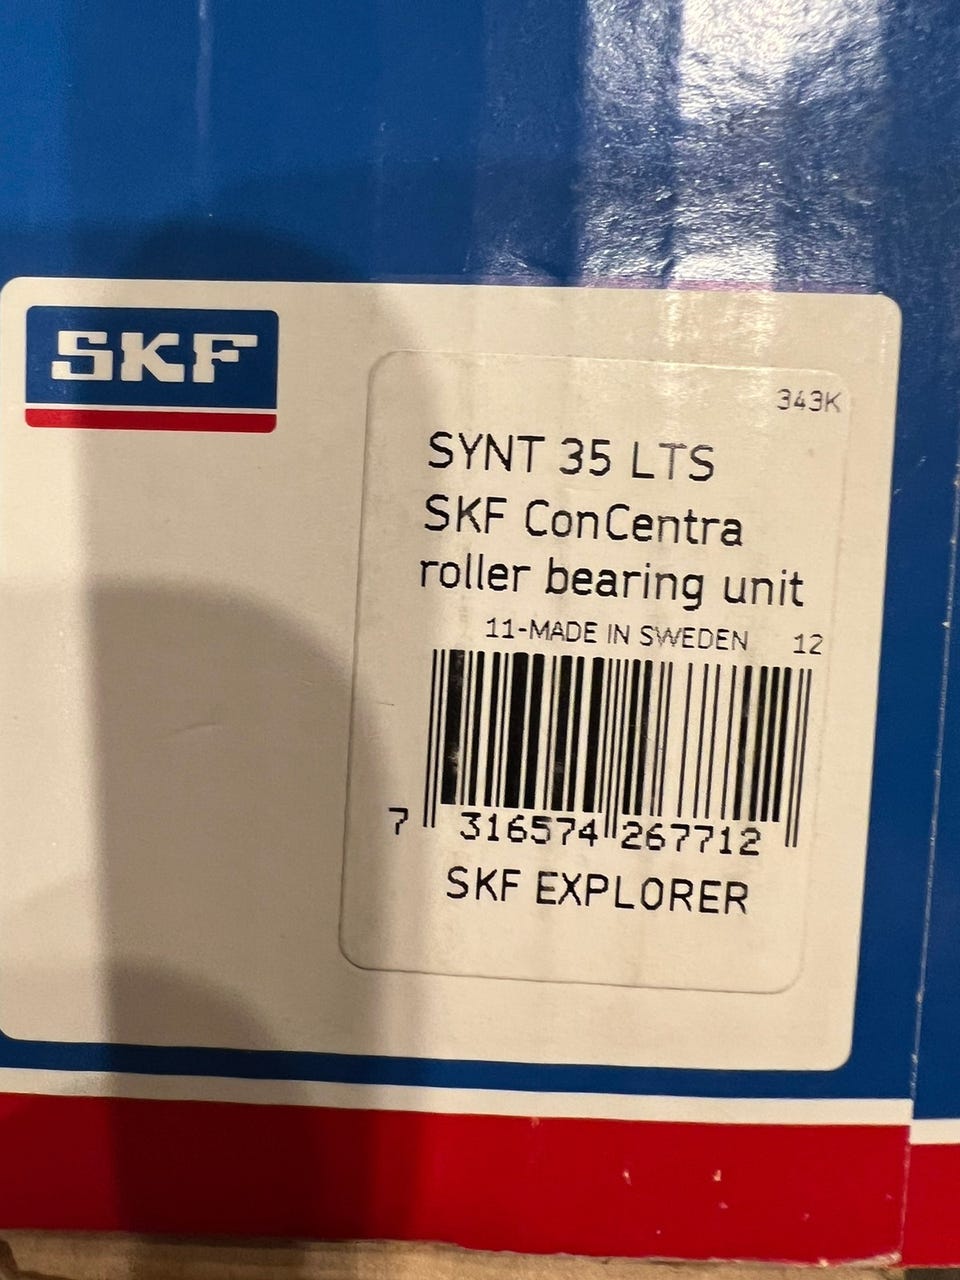 SKF
343K
SYNT 35 LTS
SKF ConCentra
roller bearing unit
11-MADE IN SWEDEN 12
7 316574 267712
SKF EXPLORER